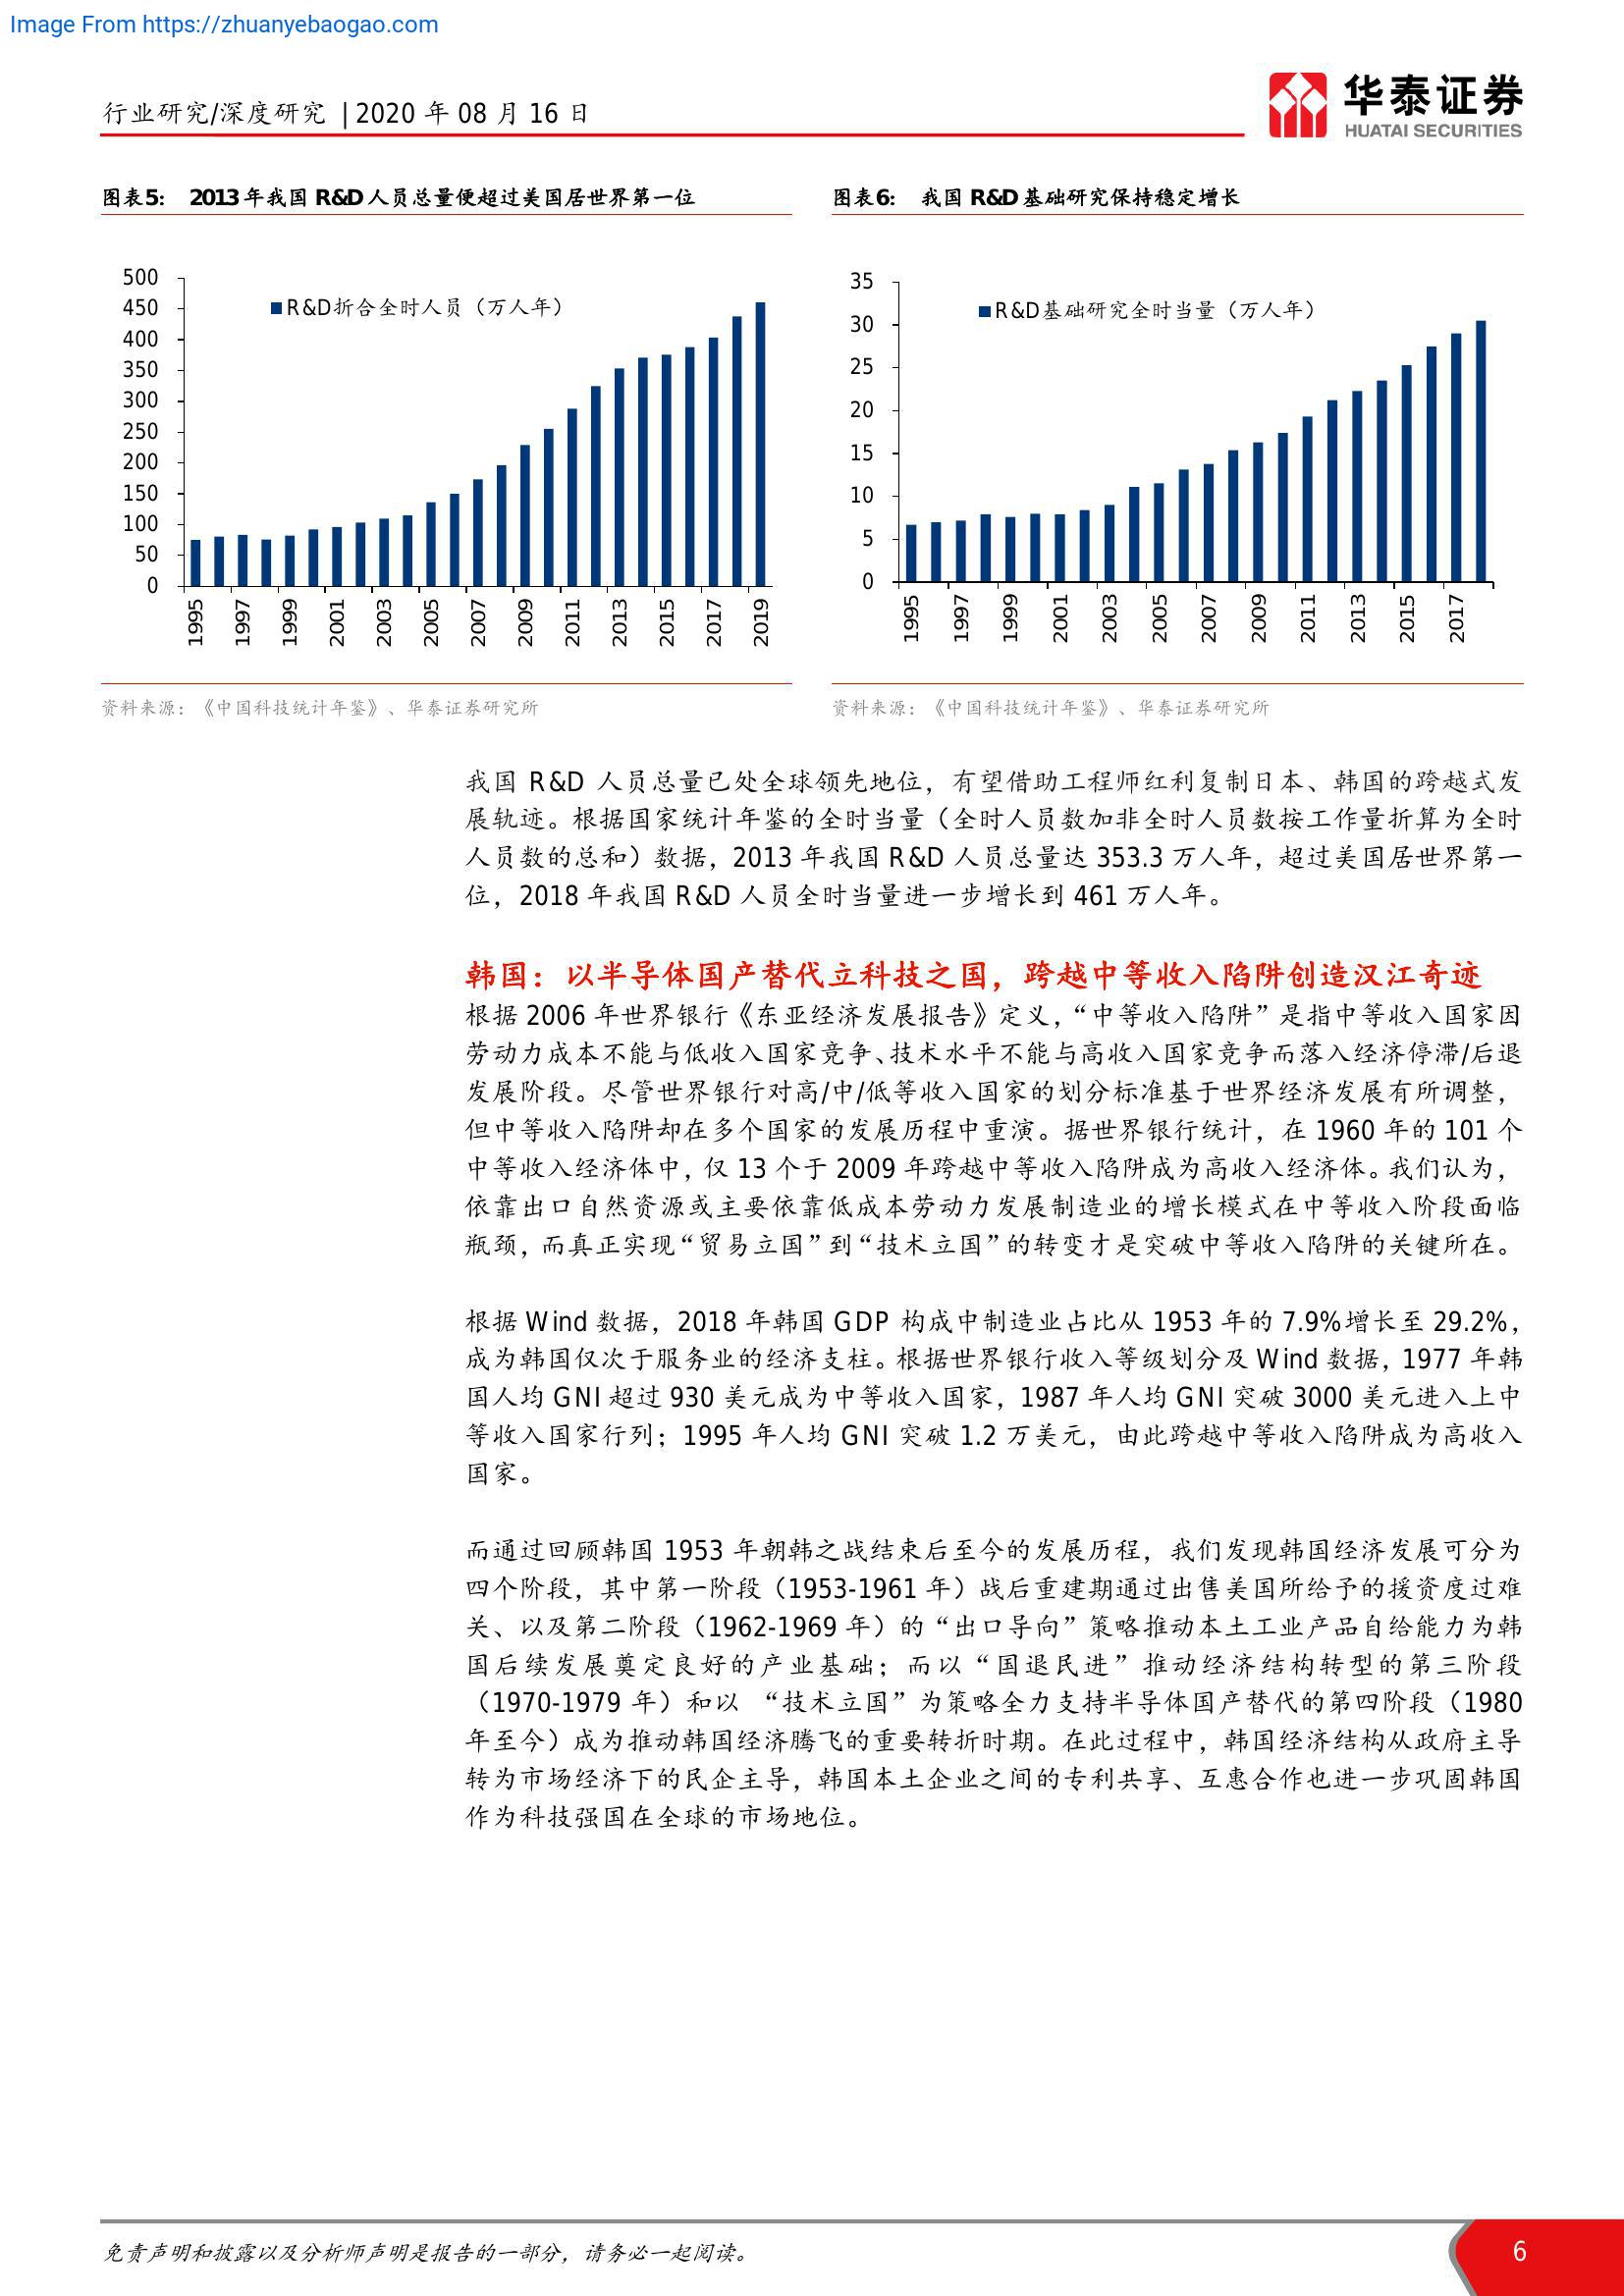 Image From https://zhuanyebaogao.com
行业研究/深度研究 | 2020 年 08 月 16 日
华泰证券
HUATAI SECURITIES
图表5： 2013 年我国 R&D 人员总量便超过美国居世界第一位
500
450
400
350
300
250
200
150
100
50
0
R&D折合全时人员（万人年）
1995
1997
1999
2001
2003
2005
2007
2009
2011
2013
2015
2017
2019
资料来源：《中国科技统计年鉴》、华泰证券研究所
图表6： 我国 R&D 基础研究保持稳定增长
35
30
25
20
15
10
5
0
R&D基础研究全时当量（万人年）
1995
1997
1999
2001
2003
2005
2007
2009
2011
2013
2015
2017
资料来源：《中国科技统计年鉴》、华泰证券研究所
我国 R&D 人员总量已处全球领先地位，有望借助工程师红利复制日本、韩国的跨越式发
展轨迹。根据国家统计年鉴的全时当量（全时人员数加非全时人员数按工作量折算为全时
人员数的总和）数据，2013 年我国 R&D 人员总量达 353.3 万人年，超过美国居世界第一
位，2018 年我国 R&D 人员全时当量进一步增长到 461 万人年。
韩国：以半导体国产替代立科技之国，跨越中等收入陷阱创造汉江奇迹
根据 2006 年世界银行《东亚经济发展报告》定义，“中等收入陷阱”是指中等收入国家因
劳动力成本不能与低收入国家竞争、技术水平不能与高收入国家竞争而落入经济停滞/后退
发展阶段。尽管世界银行对高/中/低等收入国家的划分标准基于世界经济发展有所调整，
但中等收入陷阱却在多个国家的发展历程中重演。据世界银行统计，在 1960 年的 101 个
中等收入经济体中，仅 13 个于 2009 年跨越中等收入陷阱成为高收入经济体。我们认为，
依靠出口自然资源或主要依靠低成本劳动力发展制造业的增长模式在中等收入阶段面临
瓶颈，而真正实现“贸易立国”到“技术立国”的转变才是突破中等收入陷阱的关键所在。
根据 Wind 数据，2018 年韩国 GDP 构成中制造业占比从 1953 年的 7.9%增长至 29.2%，
成为韩国仅次于服务业的经济支柱。根据世界银行收入等级划分及 Wind 数据，1977 年韩
国人均 GNI 超过 930 美元成为中等收入国家，1987 年人均 GNI 突破 3000 美元进入上中
等收入国家行列；1995 年人均 GNI 突破 1.2 万美元，由此跨越中等收入陷阱成为高收入
国家。
而通过回顾韩国 1953 年朝韩之战结束后至今的发展历程，我们发现韩国经济发展可分为
四个阶段，其中第一阶段（1953-1961 年）战后重建期通过出售美国所给予的援资度过难
关、以及第二阶段（1962-1969 年）的“出口导向”策略推动本土工业产品自给能力为韩
国后续发展奠定良好的产业基础；而以“国退民进”推动经济结构转型的第三阶段
（1970-1979 年）和以 “技术立国”为策略全力支持半导体国产替代的第四阶段（1980
年至今）成为推动韩国经济腾飞的重要转折时期。在此过程中，韩国经济结构从政府主导
转为市场经济下的民企主导，韩国本土企业之间的专利共享、互惠合作也进一步巩固韩国
作为科技强国在全球的市场地位。
免责声明和披露以及分析师声明是报告的一部分，请务必一起阅读。
6